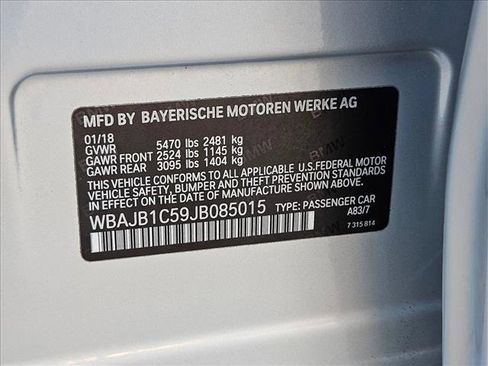 MFD BY BAYERISCHE MOTOREN WERKE AG
01/18
GVWR 5470 lbs 2481 kg
GAWR FRONT 2524 lbs 1145 kg
GAWR REAR 3095 lbs 1404 kg
THIS VEHICLE CONFORMS TO ALL APPLICABLE U.S. FEDERAL MOTOR
VEHICLE SAFETY, BUMPER, AND THEFT PREVENTION STANDARDS
IN EFFECT ON THE DATE OF MANUFACTURE SHOWN ABOVE.
WBAJB1C59JB085015 TYPE: PASSENGER CAR
A83/7
7 315 814
BMW